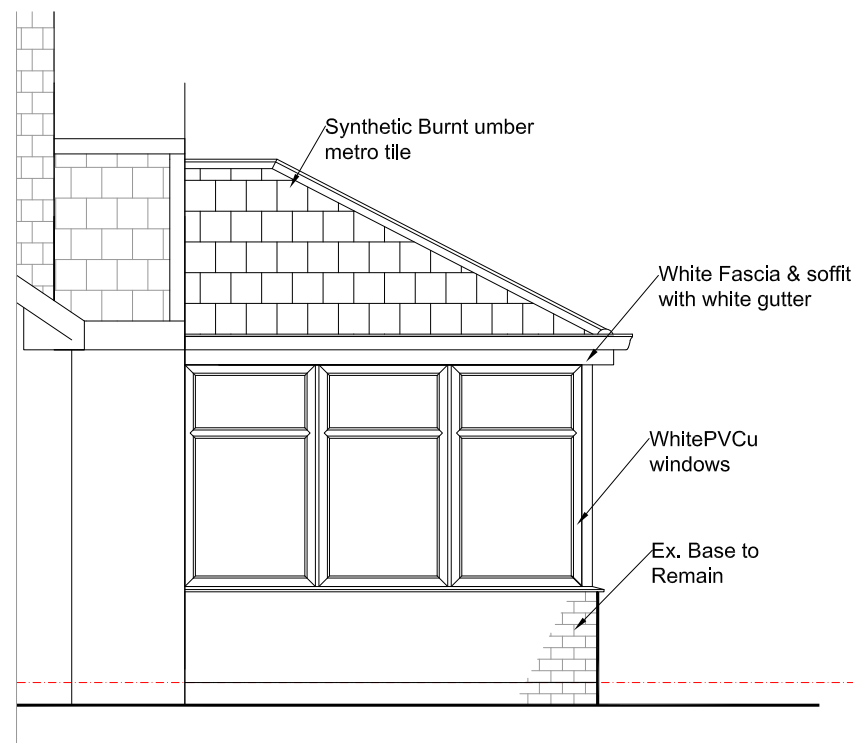 Synthetic Burnt umber
metro tile
White Fascia & soffit
with white gutter
WhitePVCu
windows
Ex. Base to
Remain